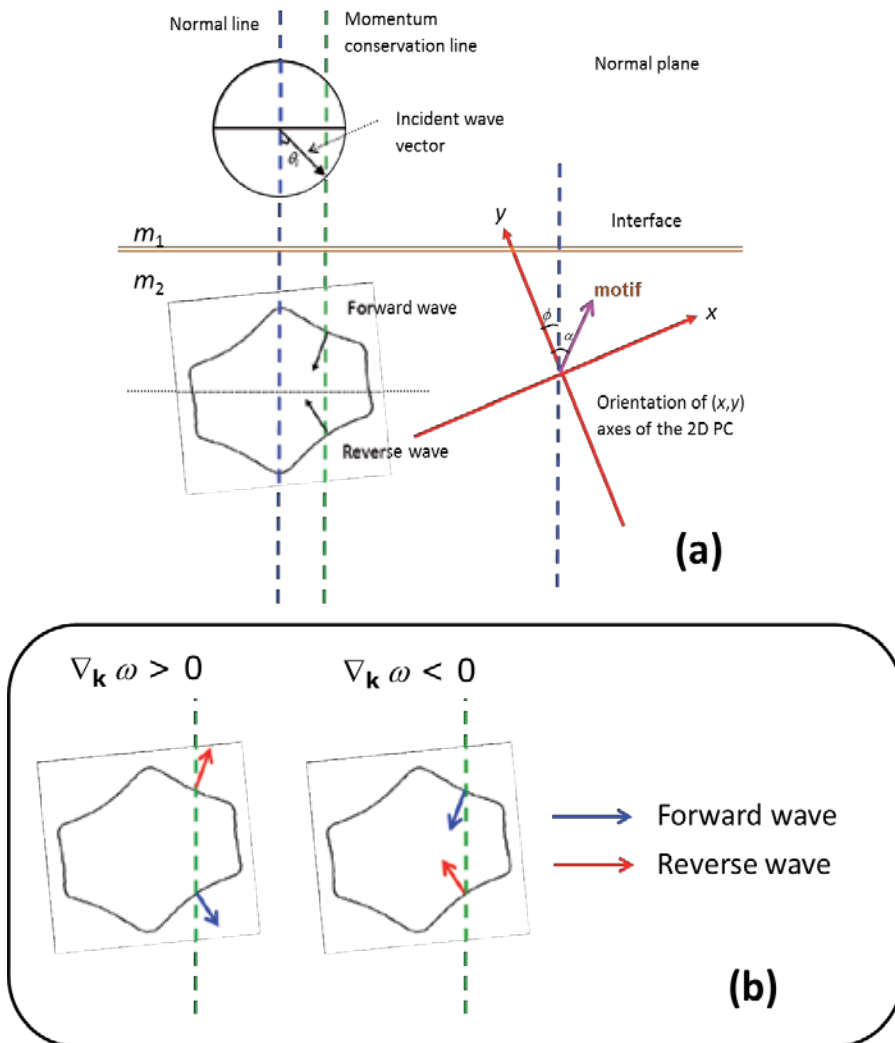 Normal line
Momentum
conservation line
Normal plane
Incident wave
vector
θi
m1
Interface
y
m2
motif
x
Forward wave
ϕ
α
Orientation of (x,y)
axes of the 2D PC
Reverse wave
(a)
∇k ω > 0
∇k ω < 0
Forward wave
Reverse wave
(b)